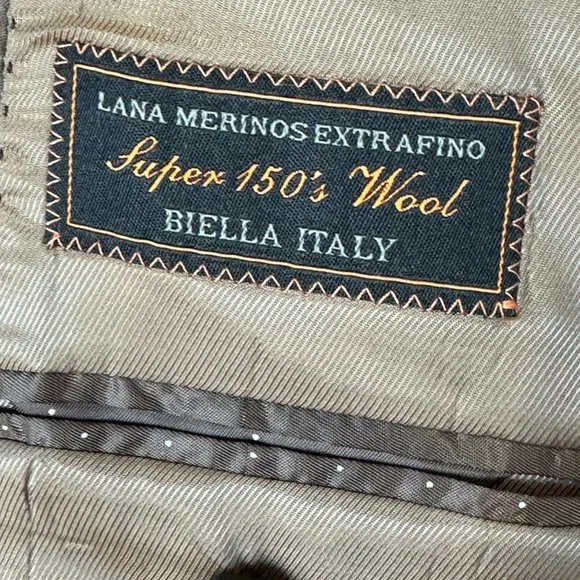 LANA MERINOS EXTRAFINO
Super 150's Wool
BIELLA ITALY